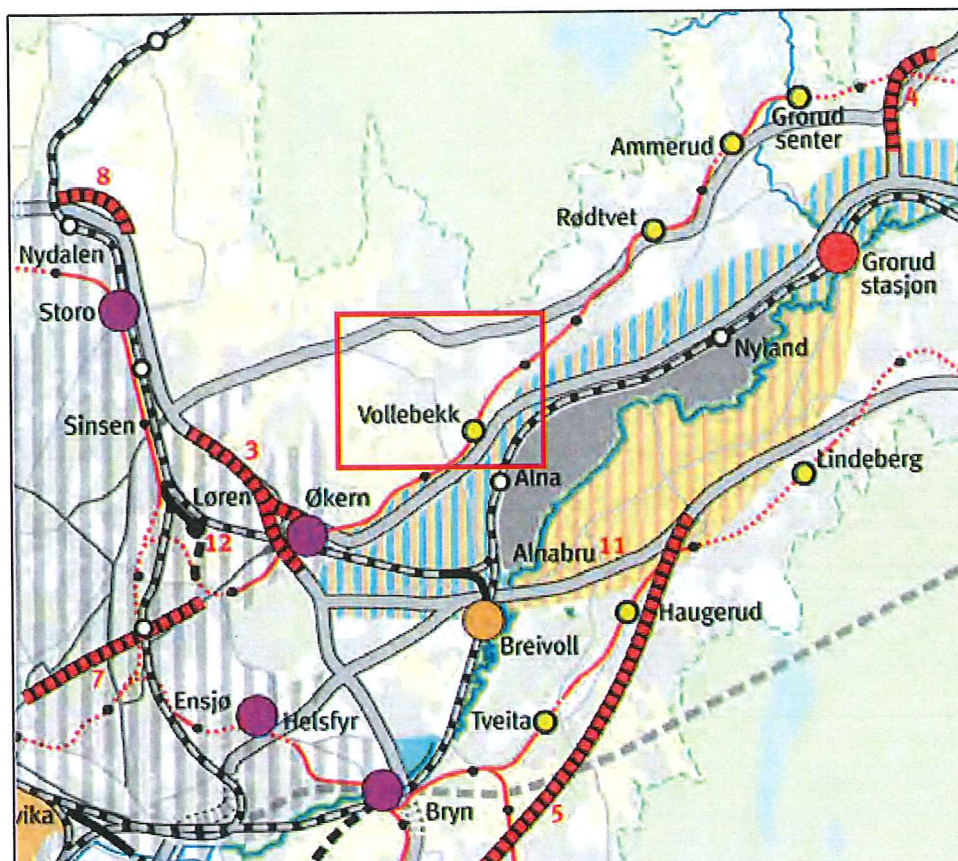 4
Grorud
senter
Ammerud
8
Rødtvet
Nydalen
Grorud
stasjon
Storo
Nyland
Vollebekk
Sinsen
3
Lindeberg
Løren
Økern
Alna
12
Alnabru
11
Haugerud
Breivoll
7
Ensjø
Helsfyr
Tveita
Bryn
5
vika